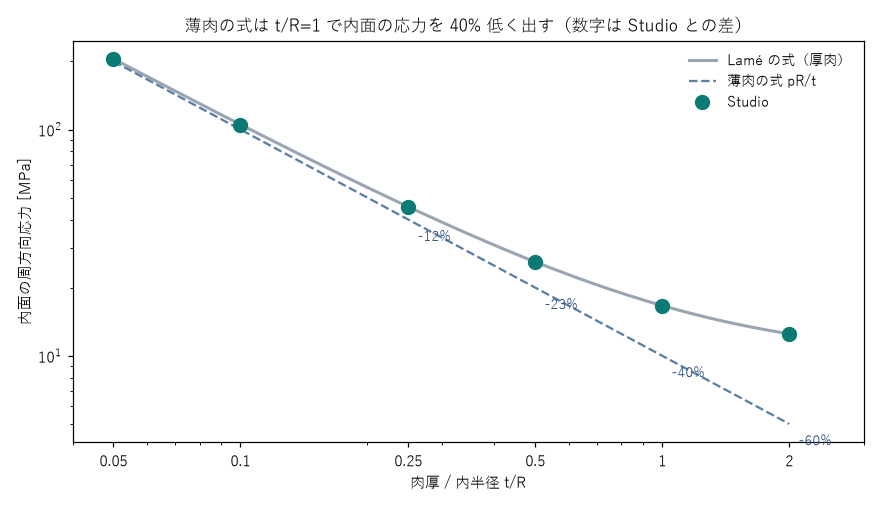 薄肉の式は t/R=1 で内面の応力を 40% 低く出す（数字は Studio との差）
Lamé の式（厚肉）
薄肉の式 pR/t
Studio
内面の周方向応力 [MPa]
10²
10¹
-12%
-23%
-40%
-60%
0.05 0.1 0.25 0.5 1 2
肉厚 / 内半径 t/R